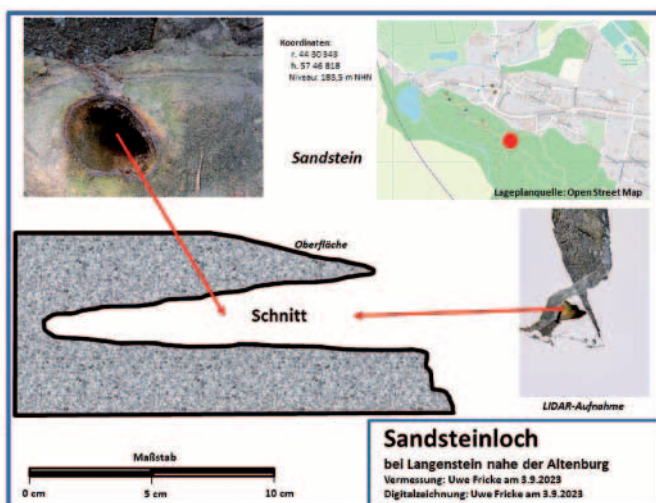 Koordinaten:
r. 44 30 343
h. 57 46 818
Niveau: 183,5 m NHN
Sandstein
Lageplanquelle: Open Street Map
Oberfläche
Schnitt
LIDAR-Aufnahme
Maßstab
0 cm 5 cm 10 cm
Sandsteinloch
bei Langenstein nahe der Altenburg
Vermessung: Uwe Fricke am 3.9.2023
Digitalzeichnung: Uwe Fricke am 3.9.2023